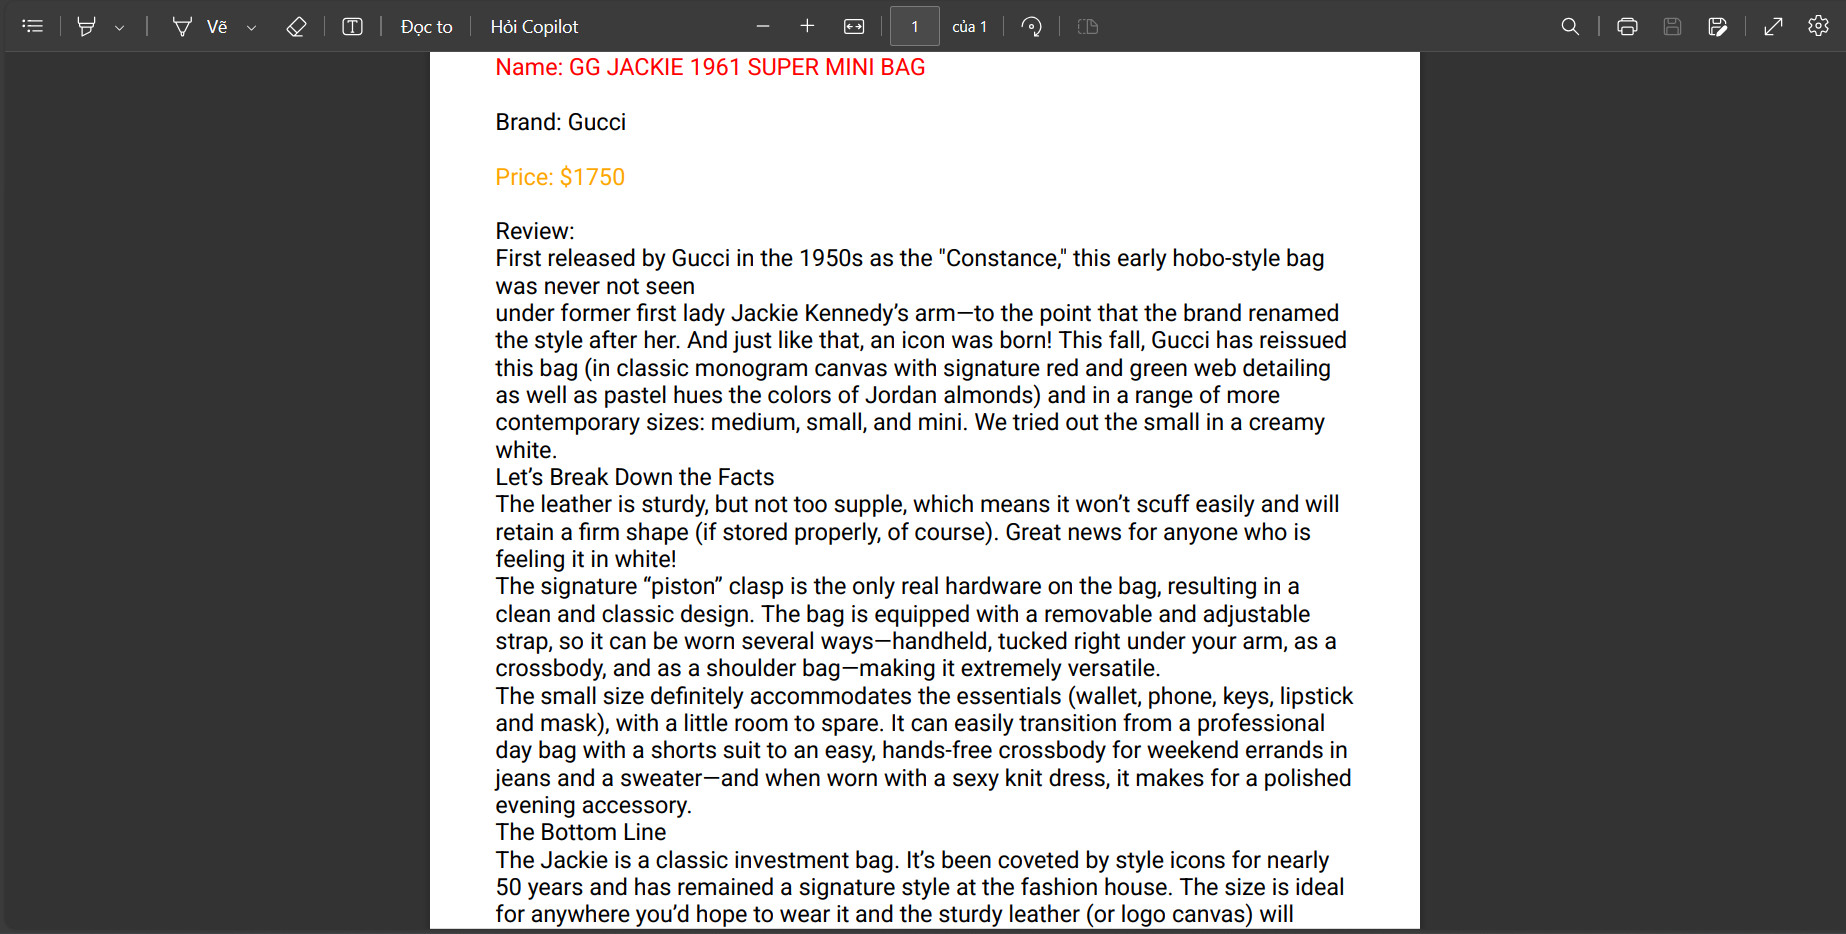 Vẽ
Đọc to
Hỏi Copilot
1
của 1
Name: GG JACKIE 1961 SUPER MINI BAG
Brand: Gucci
Price: $1750
Review:
First released by Gucci in the 1950s as the "Constance," this early hobo-style bag
was never not seen
under former first lady Jackie Kennedy’s arm—to the point that the brand renamed
the style after her. And just like that, an icon was born! This fall, Gucci has reissued
this bag (in classic monogram canvas with signature red and green web detailing
as well as pastel hues the colors of Jordan almonds) and in a range of more
contemporary sizes: medium, small, and mini. We tried out the small in a creamy
white.
Let’s Break Down the Facts
The leather is sturdy, but not too supple, which means it won’t scuff easily and will
retain a firm shape (if stored properly, of course). Great news for anyone who is
feeling it in white!
The signature “piston” clasp is the only real hardware on the bag, resulting in a
clean and classic design. The bag is equipped with a removable and adjustable
strap, so it can be worn several ways—handheld, tucked right under your arm, as a
crossbody, and as a shoulder bag—making it extremely versatile.
The small size definitely accommodates the essentials (wallet, phone, keys, lipstick
and mask), with a little room to spare. It can easily transition from a professional
day bag with a shorts suit to an easy, hands-free crossbody for weekend errands in
jeans and a sweater—and when worn with a sexy knit dress, it makes for a polished
evening accessory.
The Bottom Line
The Jackie is a classic investment bag. It’s been coveted by style icons for nearly
50 years and has remained a signature style at the fashion house. The size is ideal
for anywhere you’d hope to wear it and the sturdy leather (or logo canvas) will